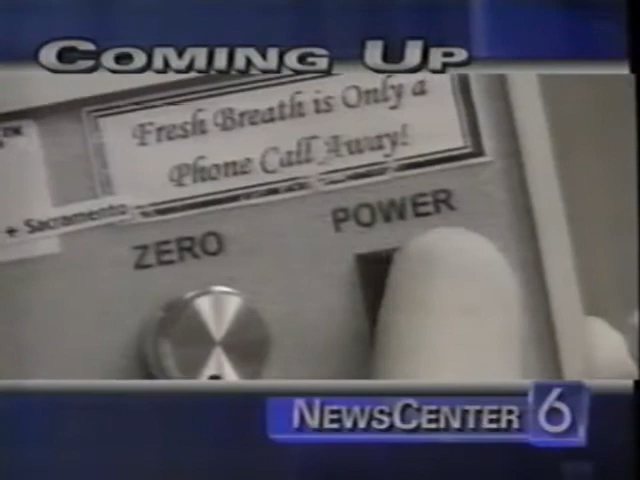 COMING UP
Fresh Breath is Only a
Phone Call Away!
+ Sacramento
POWER
ZERO
NEWSCENTER 6